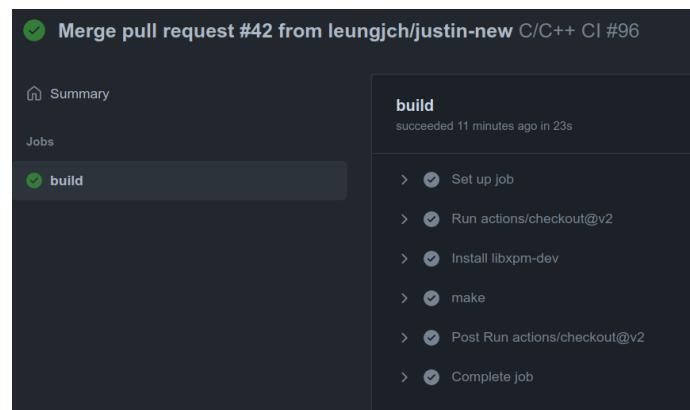 Merge pull request #42 from leungjch/justin-new C/C++ CI #96
Summary
Jobs
build
build
succeeded 11 minutes ago in 23s
Set up job
Run actions/checkout@v2
Install libxpm-dev
make
Post Run actions/checkout@v2
Complete job